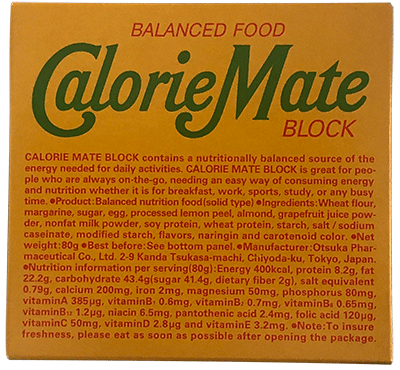 BALANCED FOOD
CalorieMate
BLOCK
CALORIE MATE BLOCK contains a nutritionally balanced source of the
energy needed for daily activities. CALORIE MATE BLOCK is great for peo-
ple who are always on-the-go, needing an easy way of consuming energy
and nutrition whether it is for breakfast, work, sports, study, or any busy
time. ●Product:Balanced nutrition food(solid type) ●Ingredients:Wheat flour,
margarine, sugar, egg, processed lemon peel, almond, grapefruit juice pow-
der, nonfat milk powder, soy protein, wheat protein, starch, salt / sodium
caseinate, modified starch, flavors, naringin and carotenoid color. ●Net
weight:80g ●Best before:See bottom panel. ●Manufacturer:Otsuka Phar-
maceutical Co., Ltd. 2-9 Kanda Tsukasa-machi, Chiyoda-ku, Tokyo, Japan.
●Nutrition information per serving(80g):Energy 400kcal, protein 8.2g, fat
22.2g, carbohydrate 43.4g(sugar 41.4g, dietary fiber 2g), salt equivalent
0.79g, calcium 200mg, iron 2mg, magnesium 50mg, phosphorus 80mg,
vitaminA 385μg, vitaminB₁ 0.6mg, vitaminB₂ 0.7mg, vitaminB₆ 0.65mg,
vitaminB₁₂ 1.2μg, niacin 6.5mg, pantothenic acid 2.4mg, folic acid 120μg,
vitaminC 50mg, vitaminD 2.8μg and vitaminE 3.2mg. ●Note:To insure
freshness, please eat as soon as possible after opening the package.